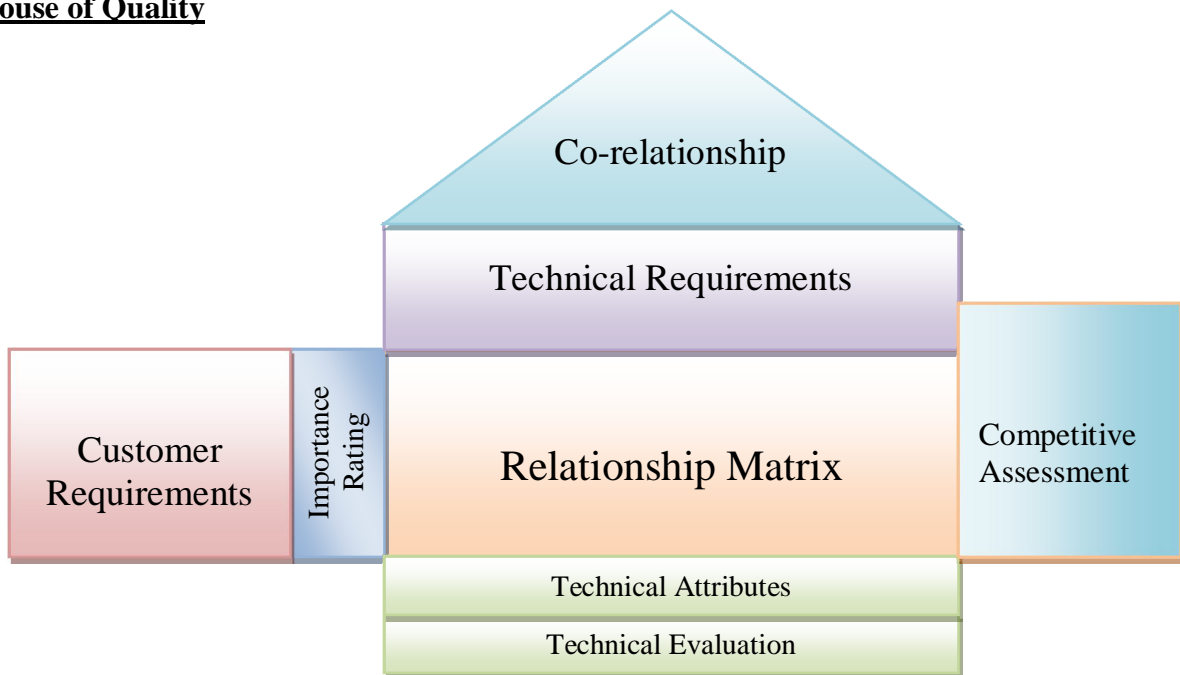 ouse of Quality
Co-relationship
Technical Requirements
Customer
Requirements
Importance
Rating
Relationship Matrix
Competitive
Assessment
Technical Attributes
Technical Evaluation